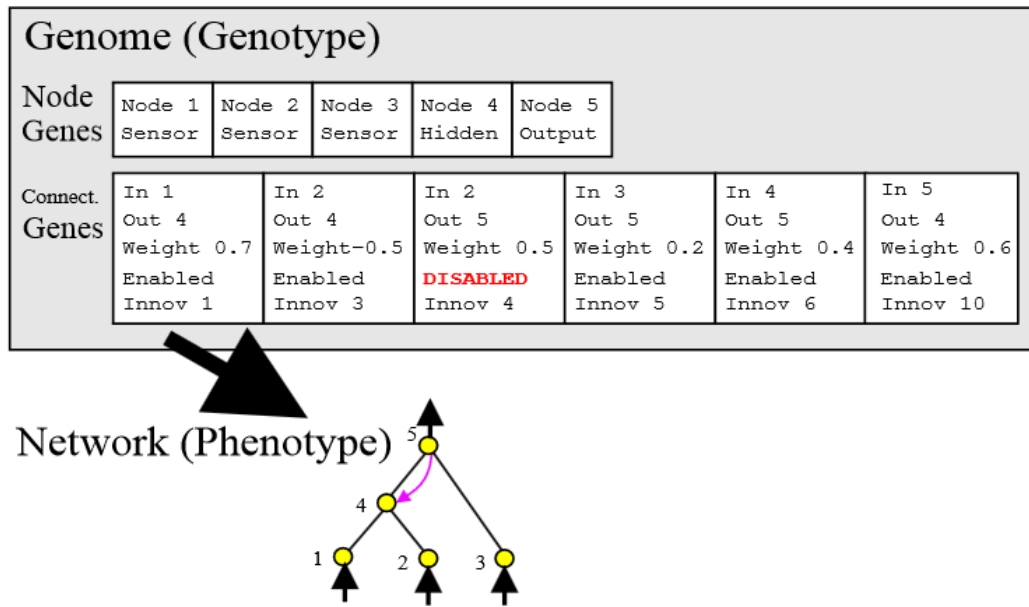 Genome (Genotype)
Node Genes
Node 1 Node 2 Node 3 Node 4 Node 5
Sensor Sensor Sensor Hidden Output
Connect. Genes
In 1 In 2 In 2 In 3 In 4 In 5
Out 4 Out 4 Out 5 Out 5 Out 5 Out 4
Weight 0.7 Weight-0.5 Weight 0.5 Weight 0.2 Weight 0.4 Weight 0.6
Enabled Enabled DISABLED Enabled Enabled Enabled
Innov 1 Innov 3 Innov 4 Innov 5 Innov 6 Innov 10
Network (Phenotype)
5
4
1 2 3